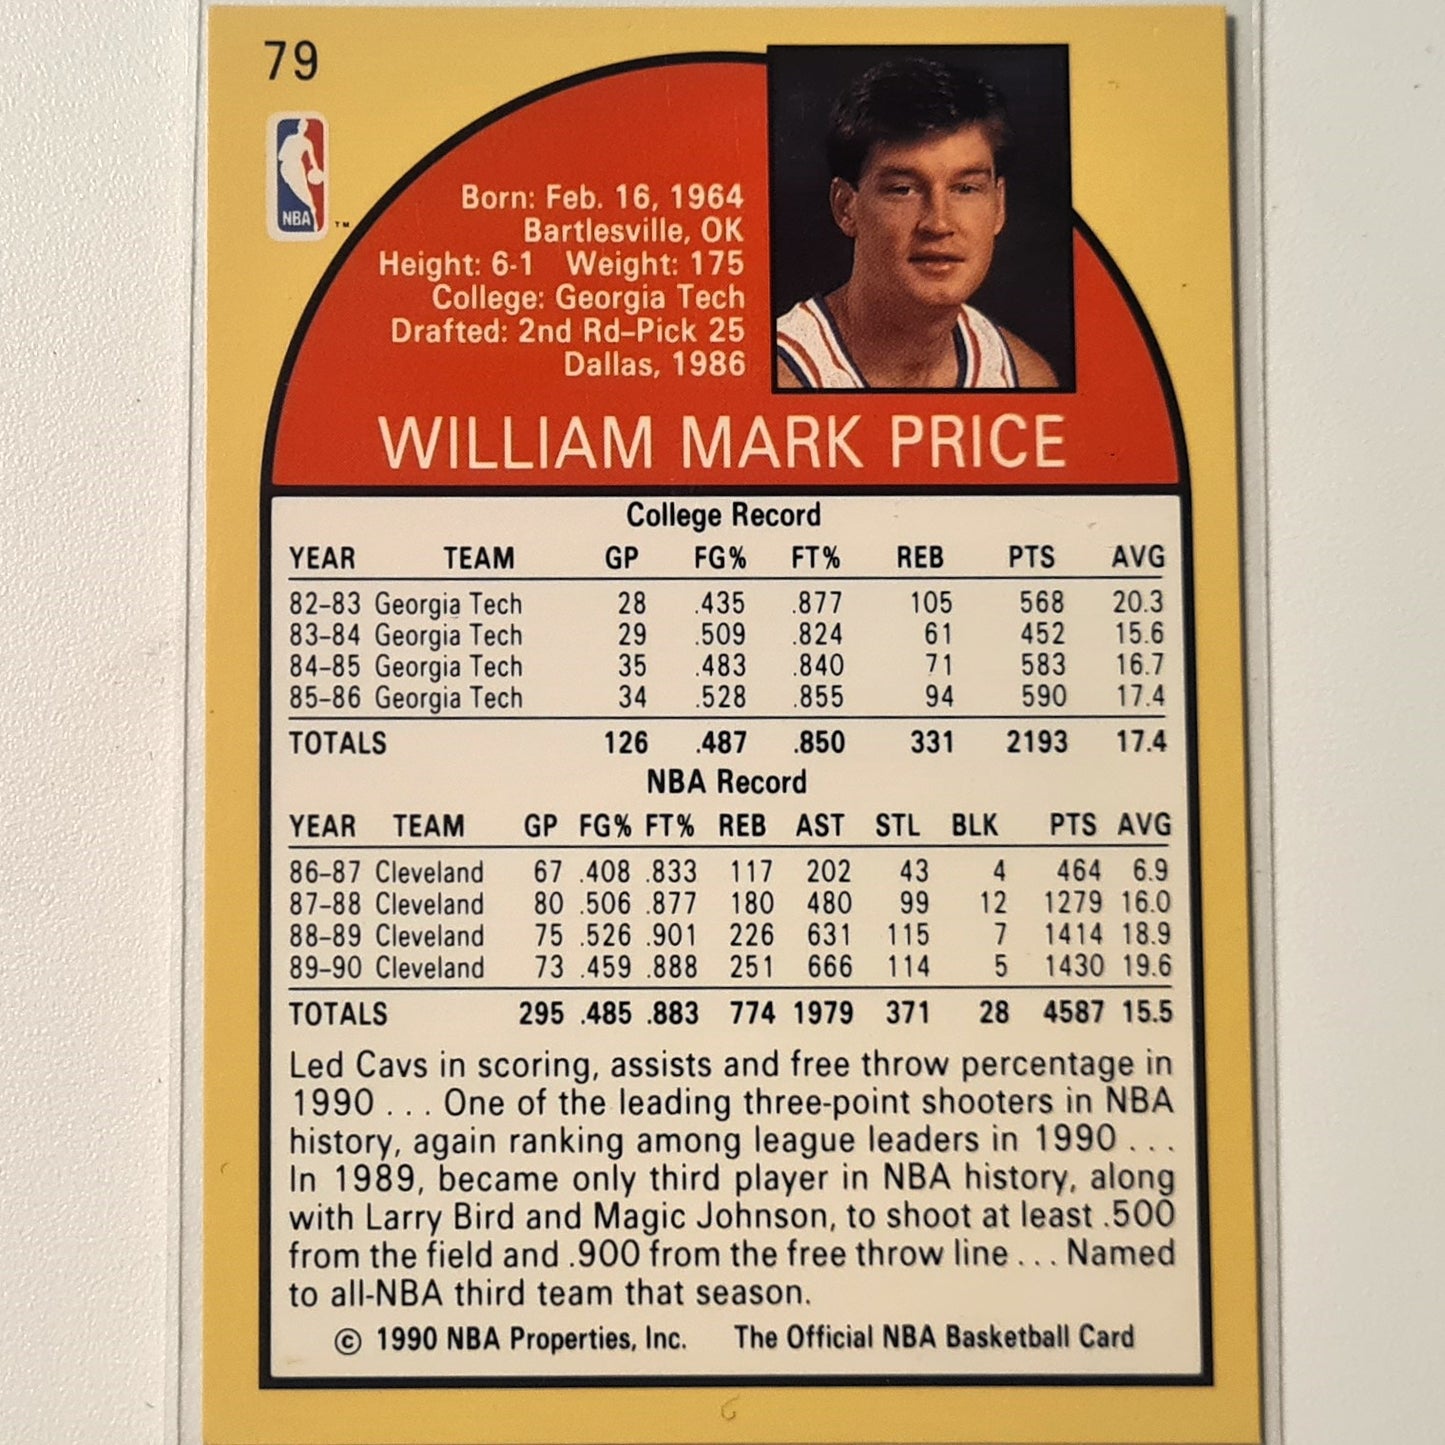 79
NBA
TM
Born: Feb. 16, 1964
Bartlesville, OK
Height: 6-1 Weight: 175
College: Georgia Tech
Drafted: 2nd Rd–Pick 25
Dallas, 1986
WILLIAM MARK PRICE
College Record
YEAR TEAM GP FG% FT% REB PTS AVG
82–83 Georgia Tech 28 .435 .877 105 568 20.3
83–84 Georgia Tech 29 .509 .824 61 452 15.6
84–85 Georgia Tech 35 .483 .840 71 583 16.7
85–86 Georgia Tech 34 .528 .855 94 590 17.4
TOTALS 126 .487 .850 331 2193 17.4
NBA Record
YEAR TEAM GP FG% FT% REB AST STL BLK PTS AVG
86–87 Cleveland 67 .408 .833 117 202 43 4 464 6.9
87–88 Cleveland 80 .506 .877 180 480 99 12 1279 16.0
88–89 Cleveland 75 .526 .901 226 631 115 7 1414 18.9
89–90 Cleveland 73 .459 .888 251 666 114 5 1430 19.6
TOTALS 295 .485 .883 774 1979 371 28 4587 15.5
Led Cavs in scoring, assists and free throw percentage in
1990 . . . One of the leading three-point shooters in NBA
history, again ranking among league leaders in 1990 . . .
In 1989, became only third player in NBA history, along
with Larry Bird and Magic Johnson, to shoot at least .500
from the field and .900 from the free throw line . . . Named
to all-NBA third team that season.
© 1990 NBA Properties, Inc. The Official NBA Basketball Card